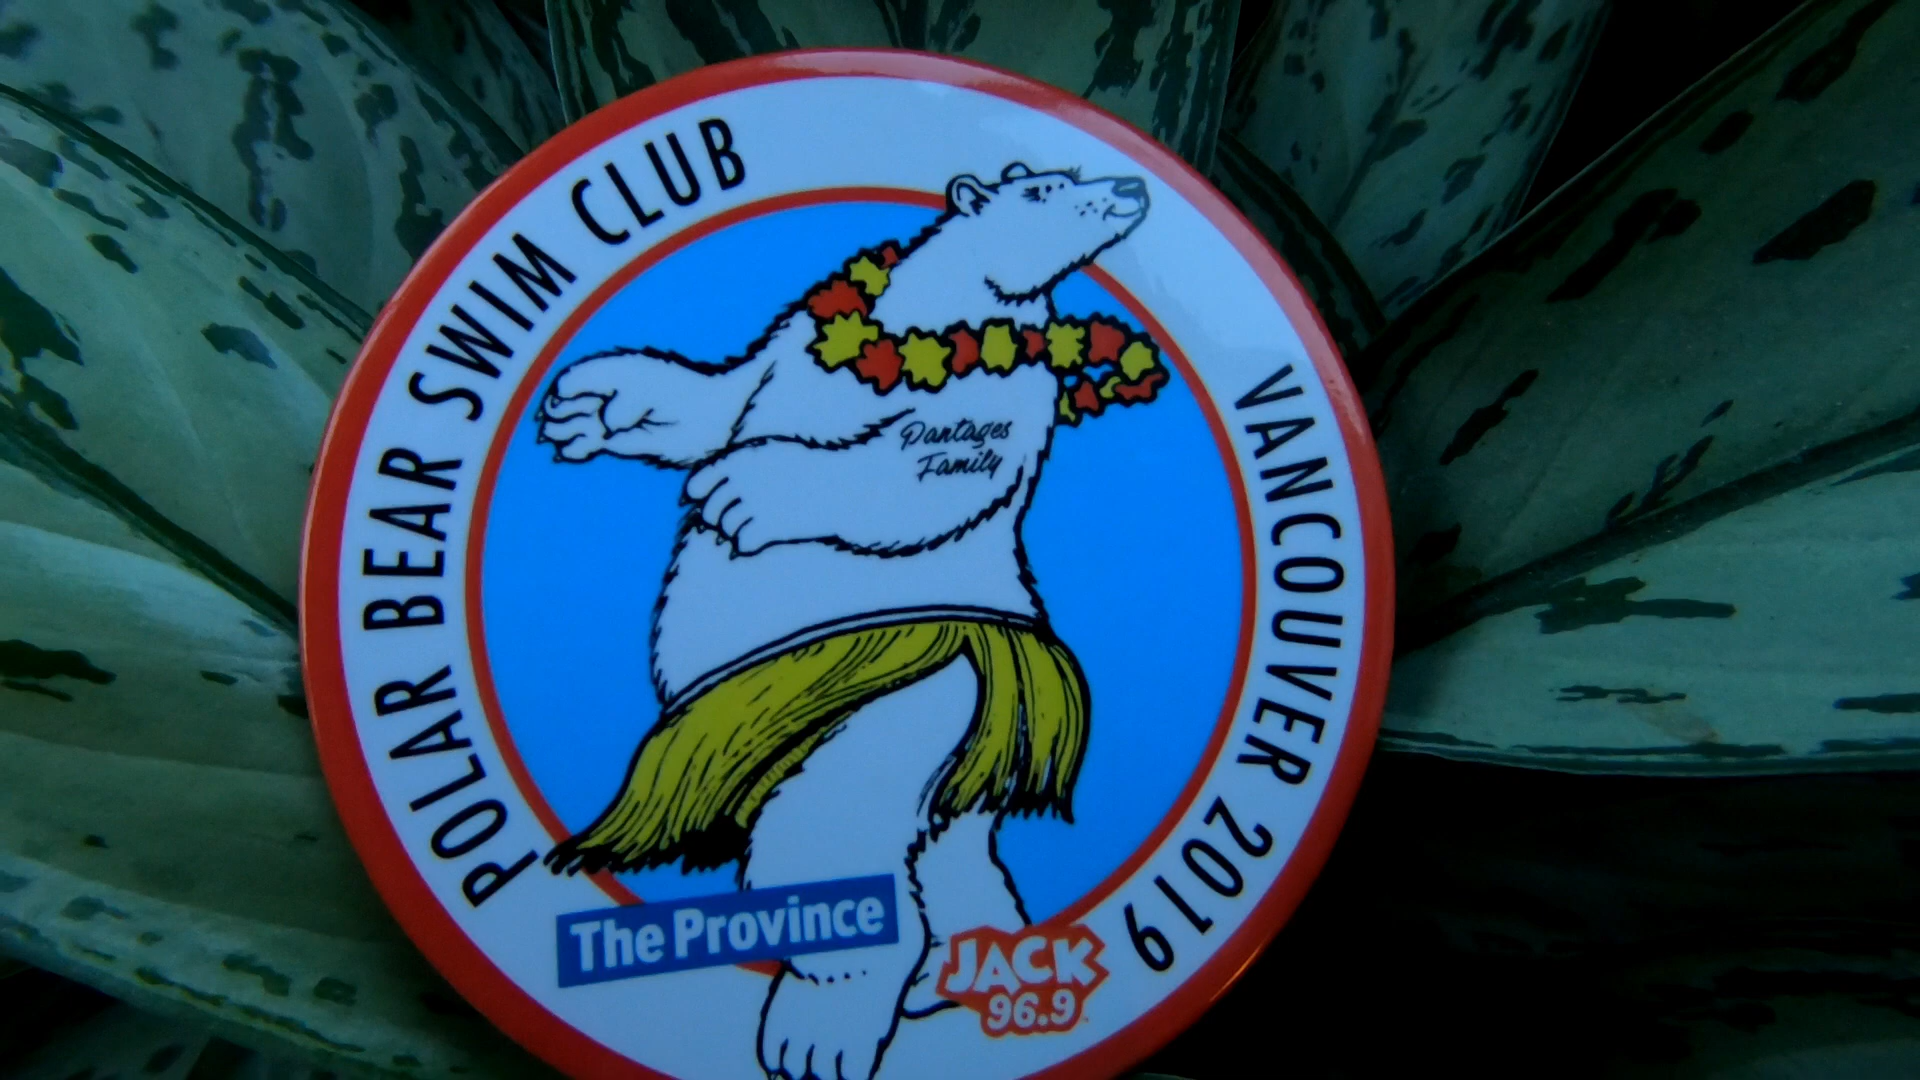 POLAR BEAR SWIM CLUB
VANCOUVER 2019
Pantages
Family
The Province
JACK
96.9